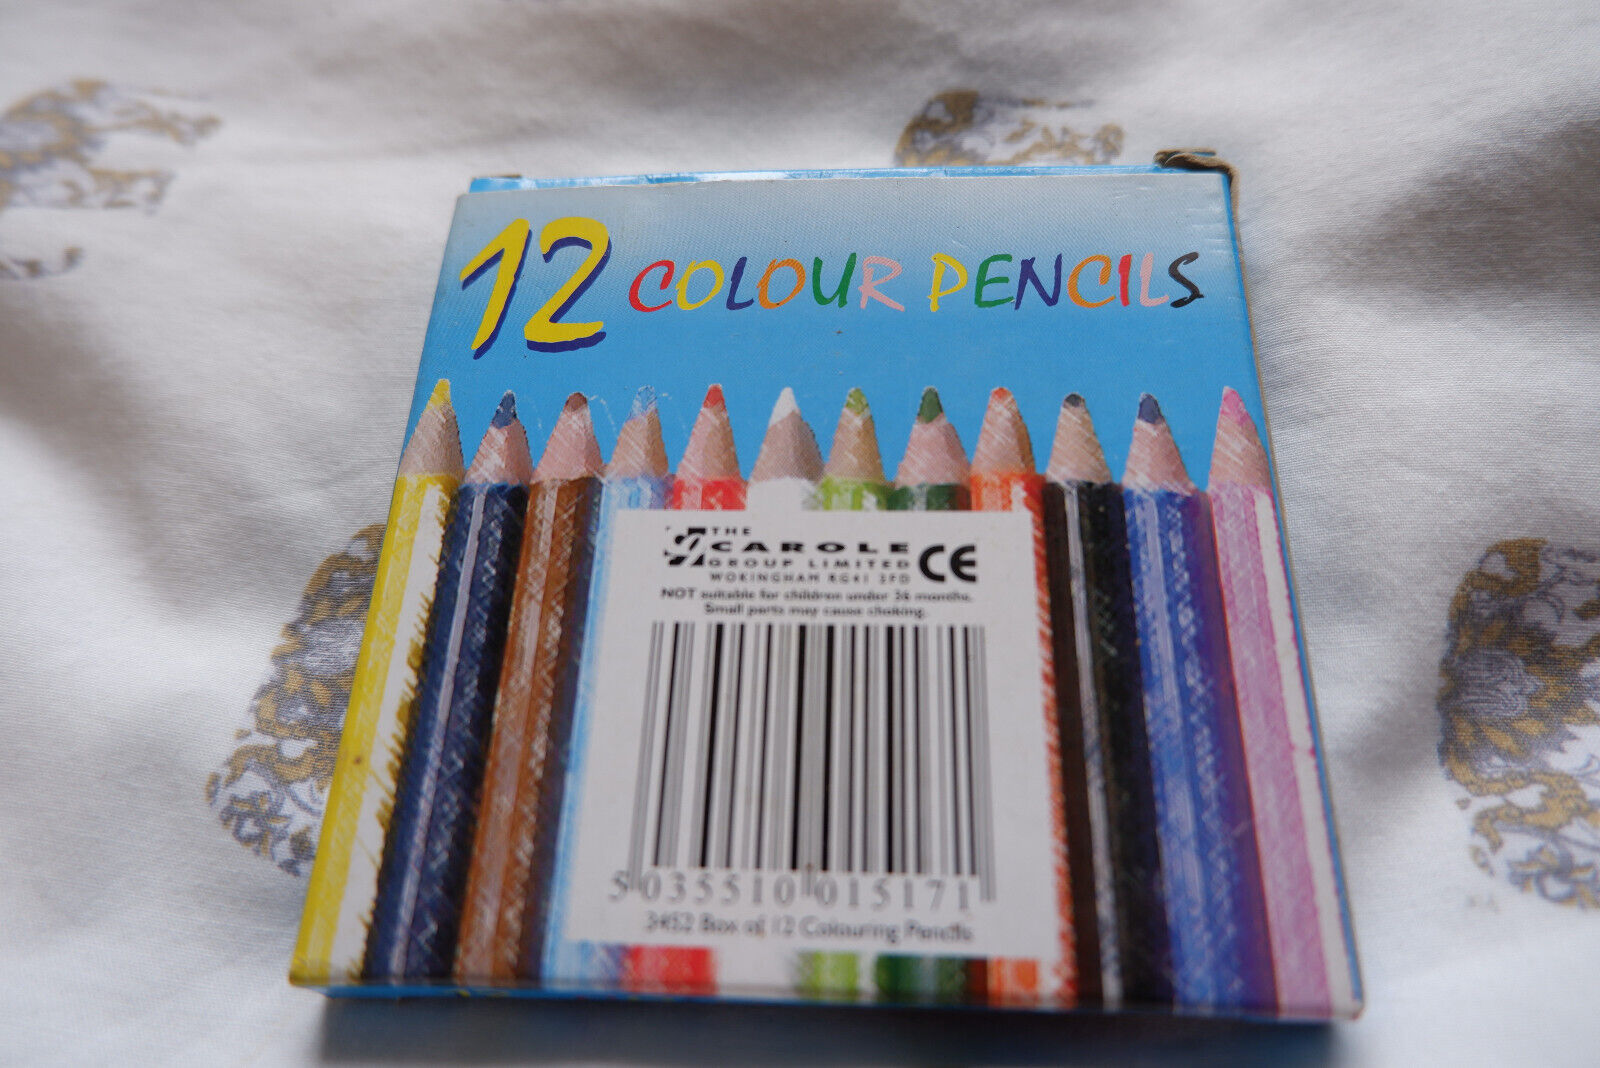 12 COLOUR PENCILS
THE
CAROLE
GROUP LIMITED
CE
WOKINGHAM RG41 2FD
NOT suitable for children under 36 months.
Small parts may cause choking.
5 035510 015171
3452 Box of 12 Colouring Pencils